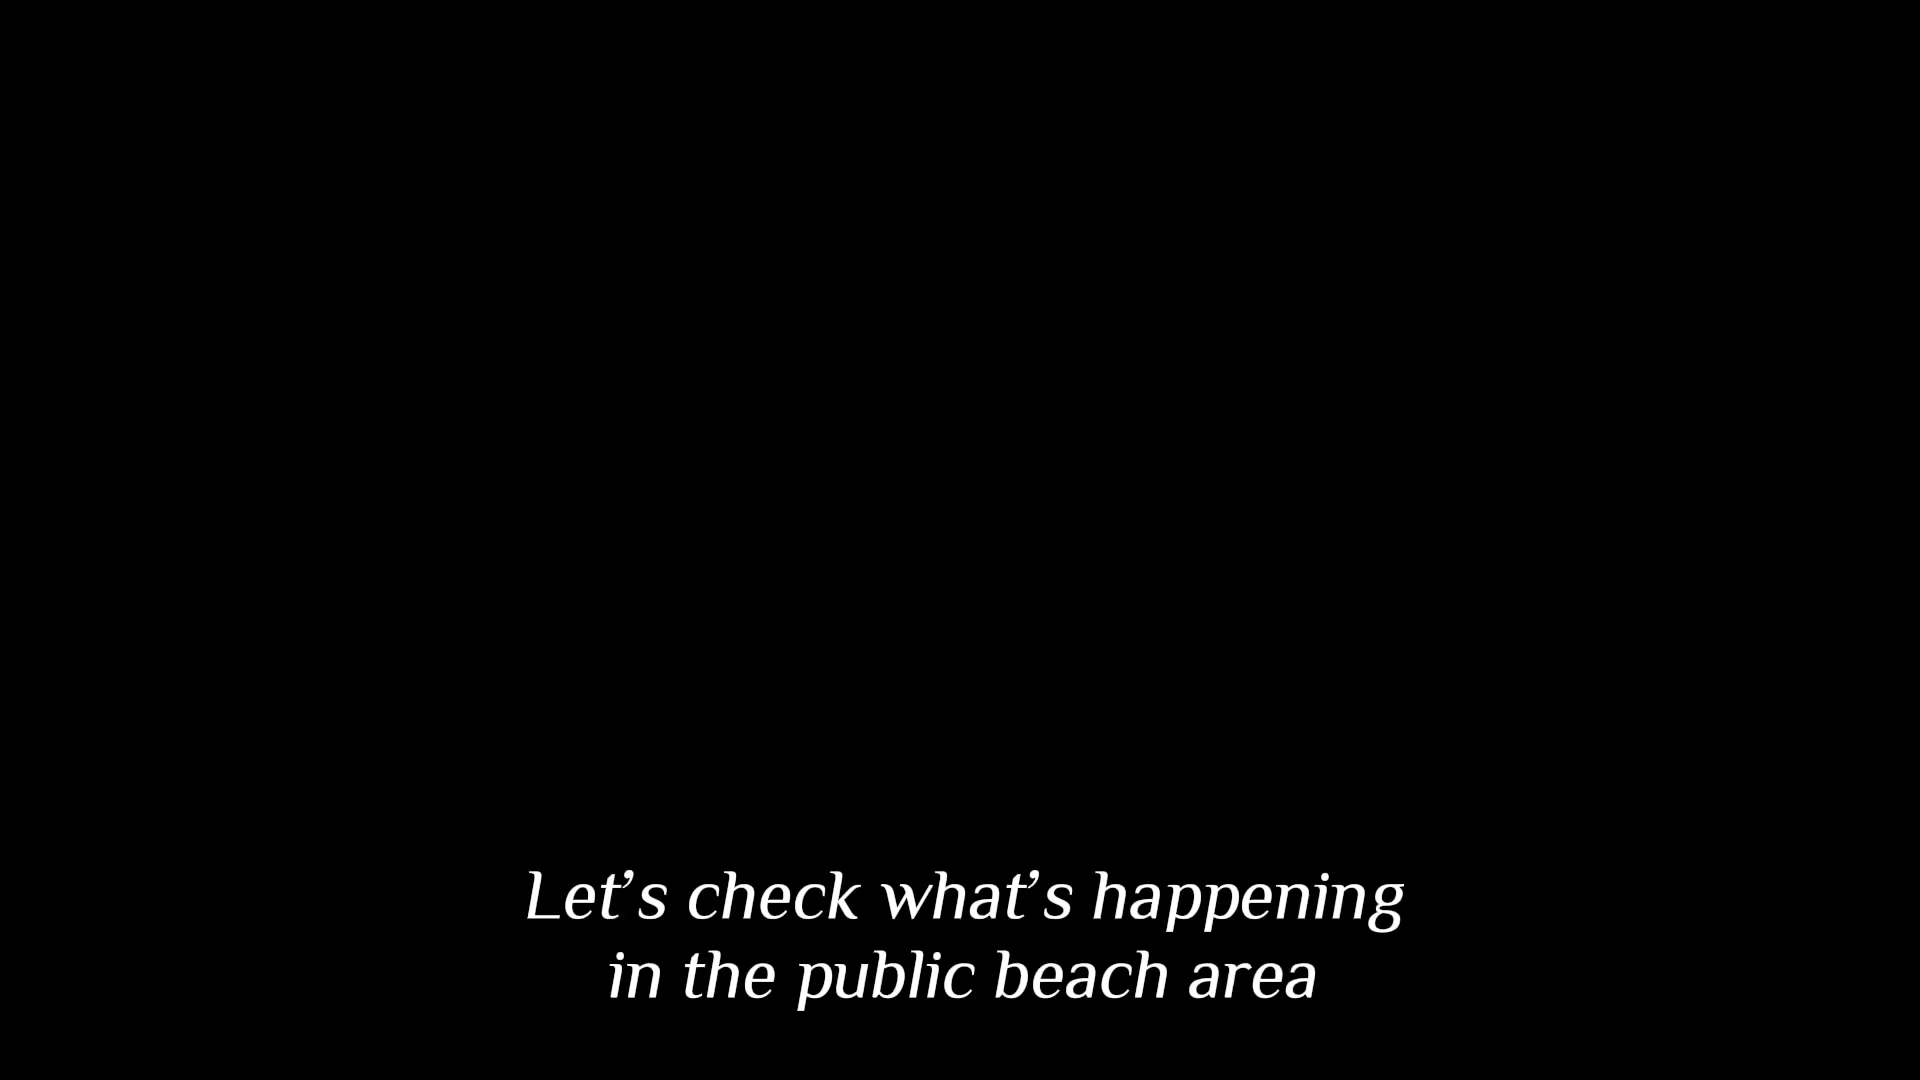 Let’s check what’s happening
in the public beach area